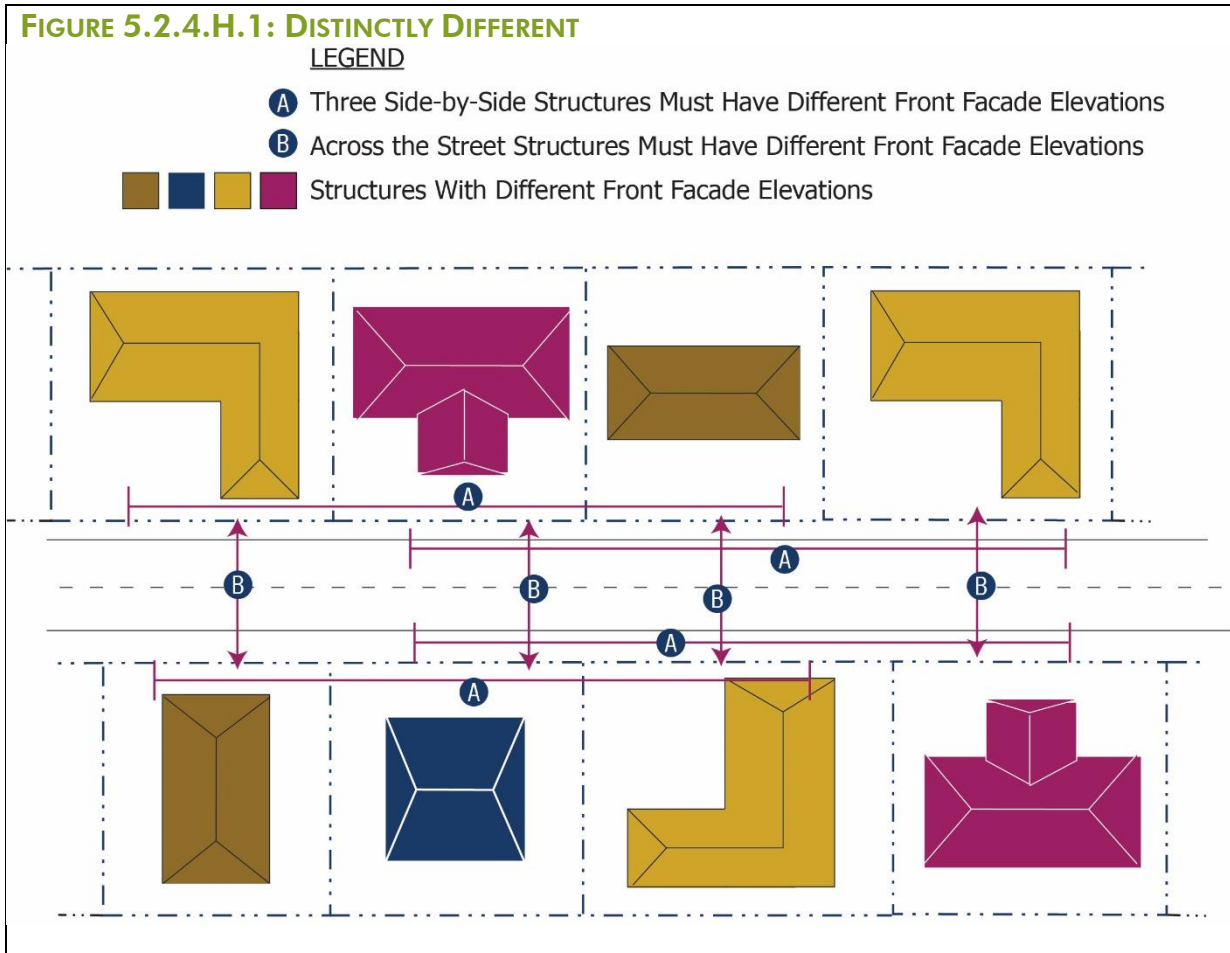 FIGURE 5.2.4.H.1: DISTINCTLY DIFFERENT
LEGEND
A Three Side-by-Side Structures Must Have Different Front Facade Elevations
B Across the Street Structures Must Have Different Front Facade Elevations
Structures With Different Front Facade Elevations
A
A
B
B
B
B
A
A